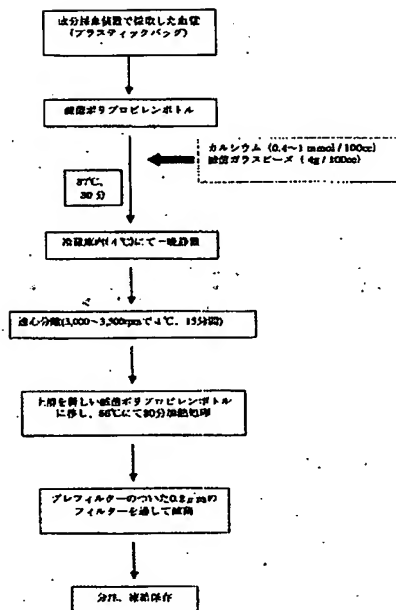 成分採血装置で採取した血漿
(プラスティックバッグ)
滅菌ポリプロピレンボトル
カルシウム (0.4~1 mmol / 100cc)
滅菌ガラスビーズ ( 4g / 100cc)
37℃、
30分
冷蔵庫内(4℃)にて一晩静置
遠心分離(3,000~3,500rpmで4℃、15分間)
上清を新しい滅菌ポリプロピレンボトル
に移し、56℃にて30分加熱処理
プレフィルターのついた0.2μmの
フィルターを通して滅菌
分注、凍結保存